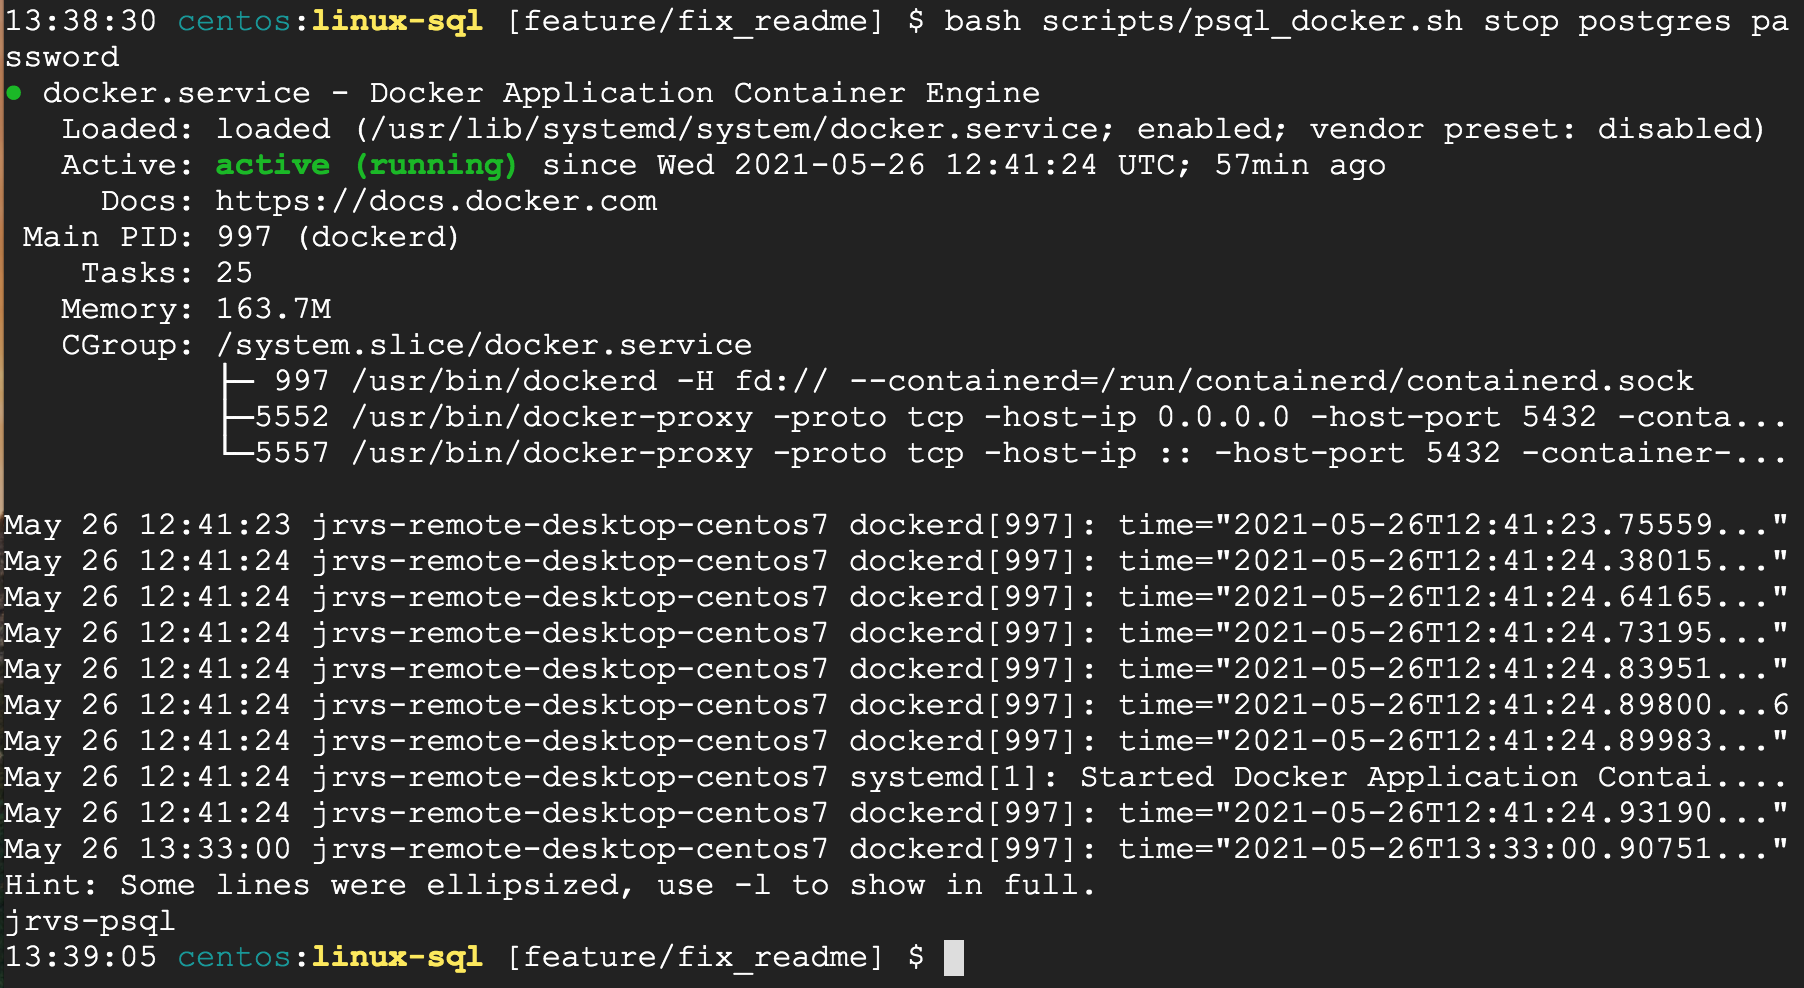 13:38:30 centos:linux-sql [feature/fix_readme] $ bash scripts/psql_docker.sh stop postgres pa
ssword
● docker.service - Docker Application Container Engine
   Loaded: loaded (/usr/lib/systemd/system/docker.service; enabled; vendor preset: disabled)
   Active: active (running) since Wed 2021-05-26 12:41:24 UTC; 57min ago
     Docs: https://docs.docker.com
 Main PID: 997 (dockerd)
    Tasks: 25
   Memory: 163.7M
   CGroup: /system.slice/docker.service
           ├─ 997 /usr/bin/dockerd -H fd:// --containerd=/run/containerd/containerd.sock
           ├─5552 /usr/bin/docker-proxy -proto tcp -host-ip 0.0.0.0 -host-port 5432 -conta...
           └─5557 /usr/bin/docker-proxy -proto tcp -host-ip :: -host-port 5432 -container-...

May 26 12:41:23 jrvs-remote-desktop-centos7 dockerd[997]: time="2021-05-26T12:41:23.75559..."
May 26 12:41:24 jrvs-remote-desktop-centos7 dockerd[997]: time="2021-05-26T12:41:24.38015..."
May 26 12:41:24 jrvs-remote-desktop-centos7 dockerd[997]: time="2021-05-26T12:41:24.64165..."
May 26 12:41:24 jrvs-remote-desktop-centos7 dockerd[997]: time="2021-05-26T12:41:24.73195..."
May 26 12:41:24 jrvs-remote-desktop-centos7 dockerd[997]: time="2021-05-26T12:41:24.83951..."
May 26 12:41:24 jrvs-remote-desktop-centos7 dockerd[997]: time="2021-05-26T12:41:24.89800...6
May 26 12:41:24 jrvs-remote-desktop-centos7 dockerd[997]: time="2021-05-26T12:41:24.89983..."
May 26 12:41:24 jrvs-remote-desktop-centos7 systemd[1]: Started Docker Application Contai....
May 26 12:41:24 jrvs-remote-desktop-centos7 dockerd[997]: time="2021-05-26T12:41:24.93190..."
May 26 13:33:00 jrvs-remote-desktop-centos7 dockerd[997]: time="2021-05-26T13:33:00.90751..."
Hint: Some lines were ellipsized, use -l to show in full.
jrvs-psql
13:39:05 centos:linux-sql [feature/fix_readme] $